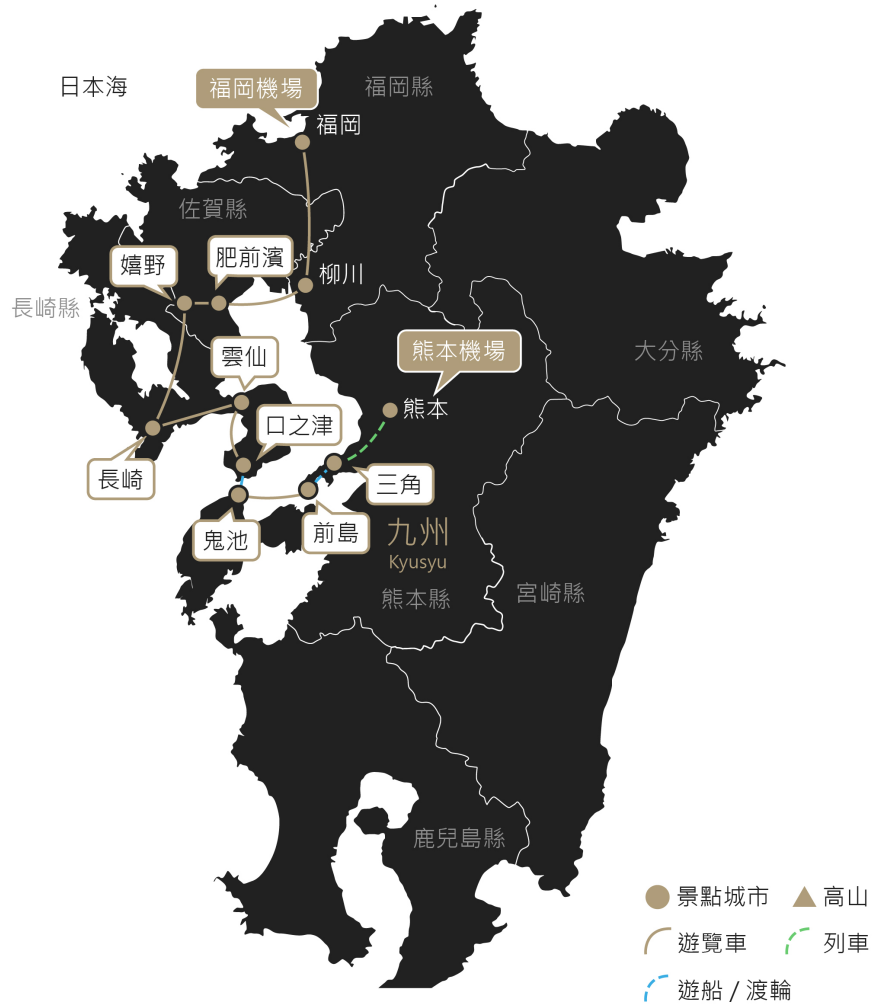 日本海
福岡機場
福岡縣
福岡
佐賀縣
嬉野
肥前濱
柳川
長崎縣
熊本機場
大分縣
雲仙
熊本
口之津
長崎
三角
鬼池
前島
九州
Kyusyu
熊本縣
宮崎縣
鹿兒島縣
景點城市
高山
遊覽車
列車
遊船 / 渡輪